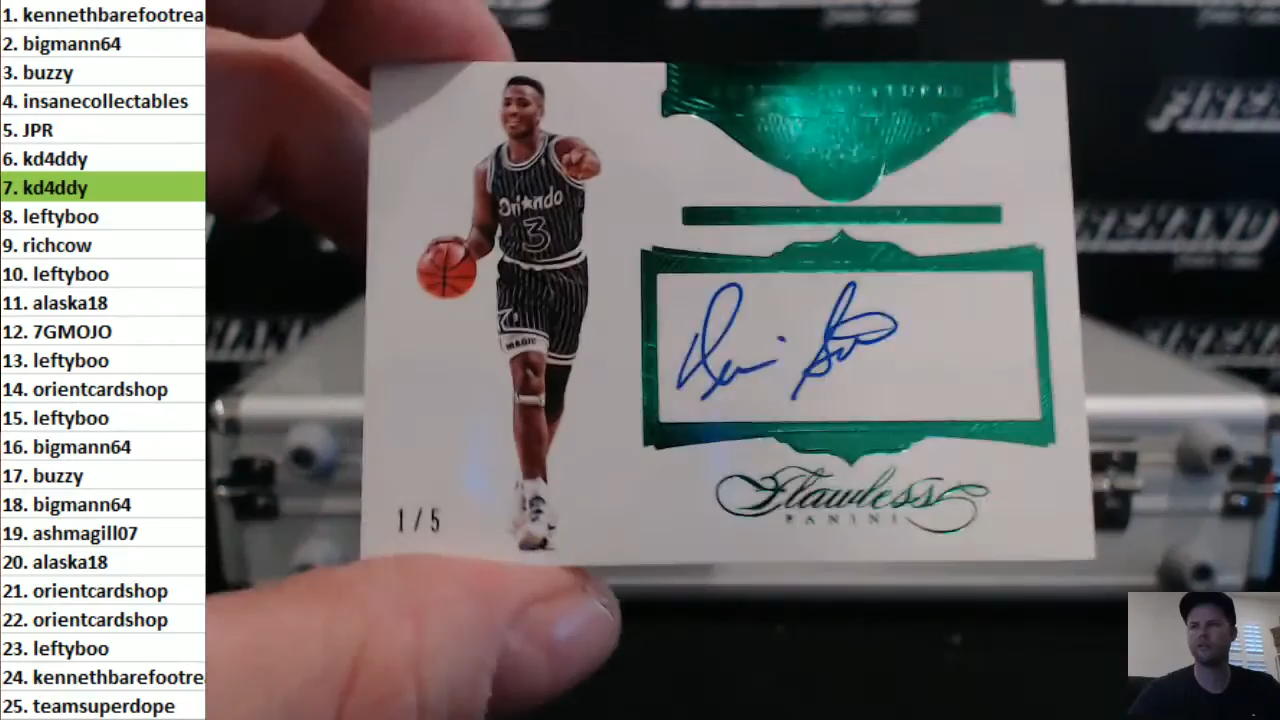 1. kennethbarefootrea
2. bigmann64
3. buzzy
4. insanecollectables
5. JPR
6. kd4ddy
7. kd4ddy
8. leftyboo
9. richcow
10. leftyboo
11. alaska18
12. 7GMOJO
13. leftyboo
14. orientcardshop
15. leftyboo
16. bigmann64
17. buzzy
18. bigmann64
19. ashmagill07
20. alaska18
21. orientcardshop
22. orientcardshop
23. leftyboo
24. kennethbarefootrea
25. teamsuperdope
Orlando
3
MAGIC
1/5
Flawless
PANINI
FIREHAND